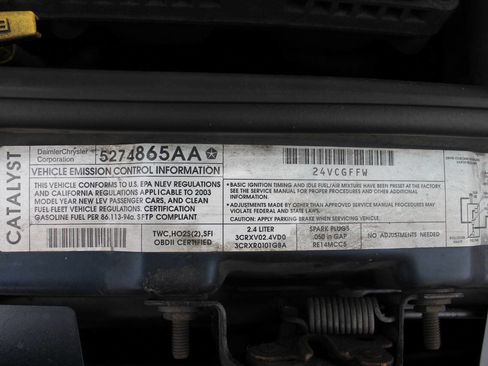 CATALYST
DaimlerChrysler
Corporation
5274865AA
24VCGFFW
VEHICLE EMISSION CONTROL INFORMATION
THIS VEHICLE CONFORMS TO U.S. EPA NLEV REGULATIONS
AND CALIFORNIA REGULATIONS APPLICABLE TO 2003
MODEL YEAR NEW LEV PASSENGER CARS, AND CLEAN
FUEL FLEET VEHICLE REGULATIONS. CERTIFICATION
GASOLINE FUEL PER 86.113-94a. SFTP COMPLIANT
• BASIC IGNITION TIMING AND IDLE FUEL/AIR MIXTURE HAVE BEEN PRESET AT THE
FACTORY. SEE THE SERVICE MANUAL FOR PROPER PROCEDURES AND OTHER
ADDITIONAL INFORMATION.
• ADJUSTMENTS MADE BY OTHER THAN APPROVED SERVICE MANUAL PROCEDURES MAY
VIOLATE FEDERAL AND STATE LAWS.
CAUTION: APPLY PARKING BRAKE WHEN SERVICING VEHICLE
TWC,HO2S(2),SFI
OBDII CERTIFIED
2.4 LITER
3CRXV02.4VD0
3CRXR0101GBA
SPARK PLUGS
.050 in GAP
RE14MCC5
NO ADJUSTMENTS NEEDED